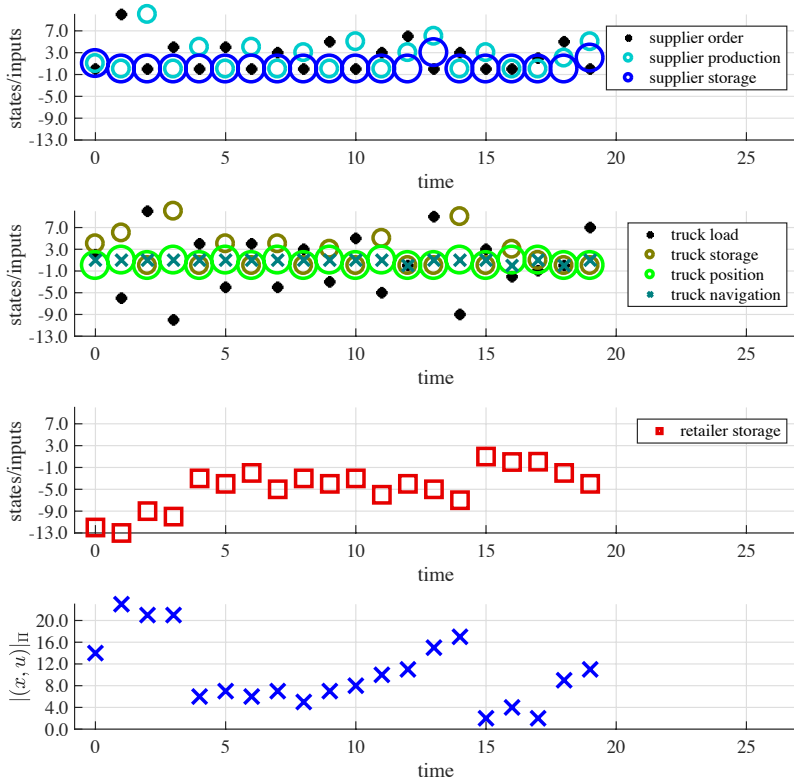 states/inputs
7.0
3.0
-1.0
-5.0
-9.0
-13.0
supplier order
supplier production
supplier storage
0 5 10 15 20 25
time
states/inputs
7.0
3.0
-1.0
-5.0
-9.0
-13.0
truck load
truck storage
truck position
truck navigation
0 5 10 15 20 25
time
states/inputs
7.0
3.0
-1.0
-5.0
-9.0
-13.0
retailer storage
0 5 10 15 20 25
time
|(x, u)|Π
20.0
16.0
12.0
8.0
4.0
0.0
0 5 10 15 20 25
time